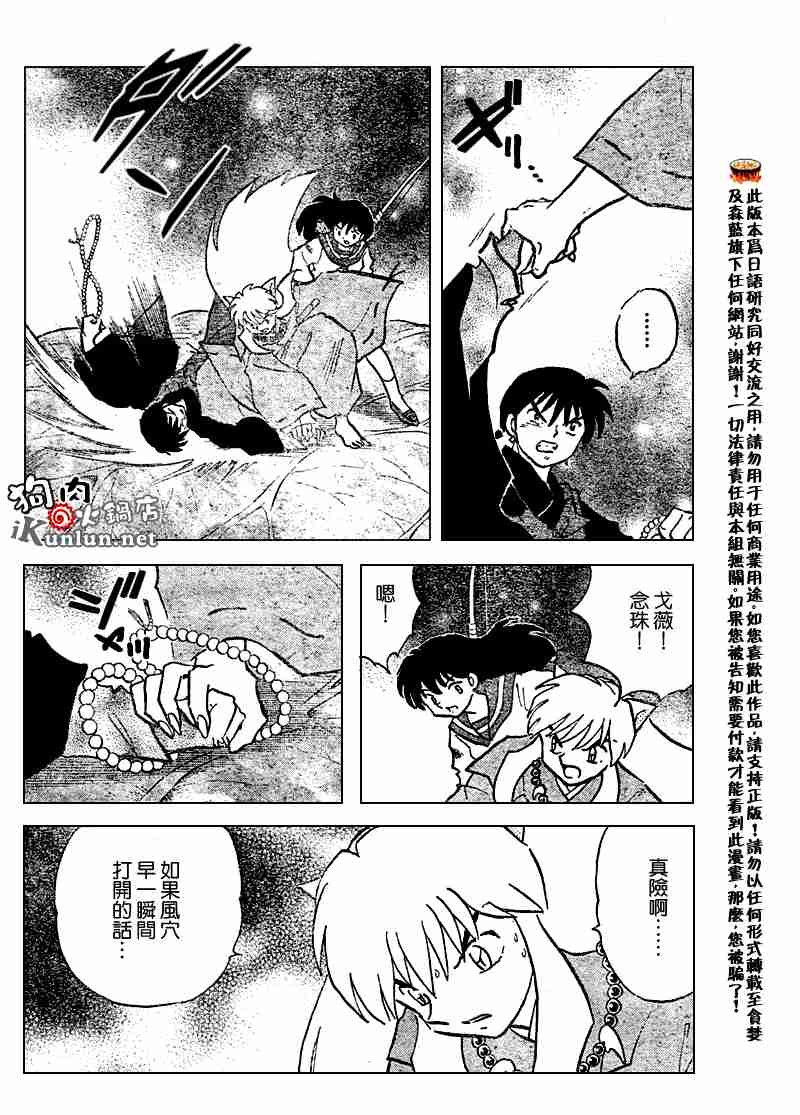 ダン
……
戈薇！
念珠！
嗯！
真險啊……
如果風穴
早一瞬間
打開的話…
狗肉
火鍋店
iKunlun.net
此版本爲日語研究同好交流之用，請勿用于任何商業用途。如您喜歡此作品，請支持正版！請勿以任何形式轉載至貪婪
及森藍旗下任何網站，謝謝！一切法律責任與本組無關。如果您被告知需要付款才能看到此漫畫，那麼，您被騙了！